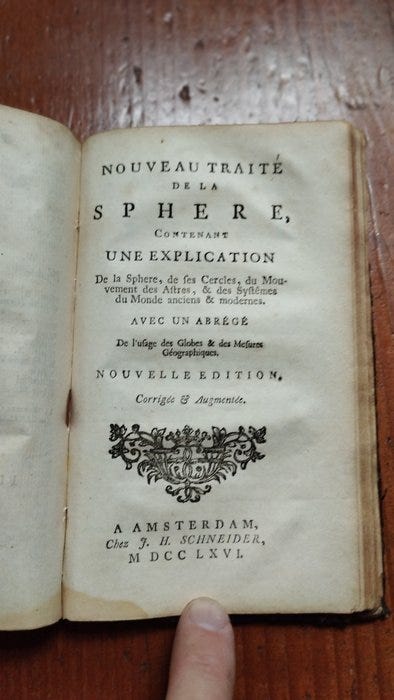 NOUVEAU TRAITÉ
DE LA
SPHERE,
CONTENANT
UNE EXPLICATION
De la Sphere, de ſes Cercles, du Mou-
vement des Aſtres, & des Syſtêmes
du Monde anciens & modernes.
AVEC UN ABRÉGÉ
De l'uſage des Globes & des Meſures
Géographiques.
NOUVELLE EDITION,
Corrigée & Augmentée.
A AMSTERDAM,
Chez J. H. SCHNEIDER,
M DCC LXVI.